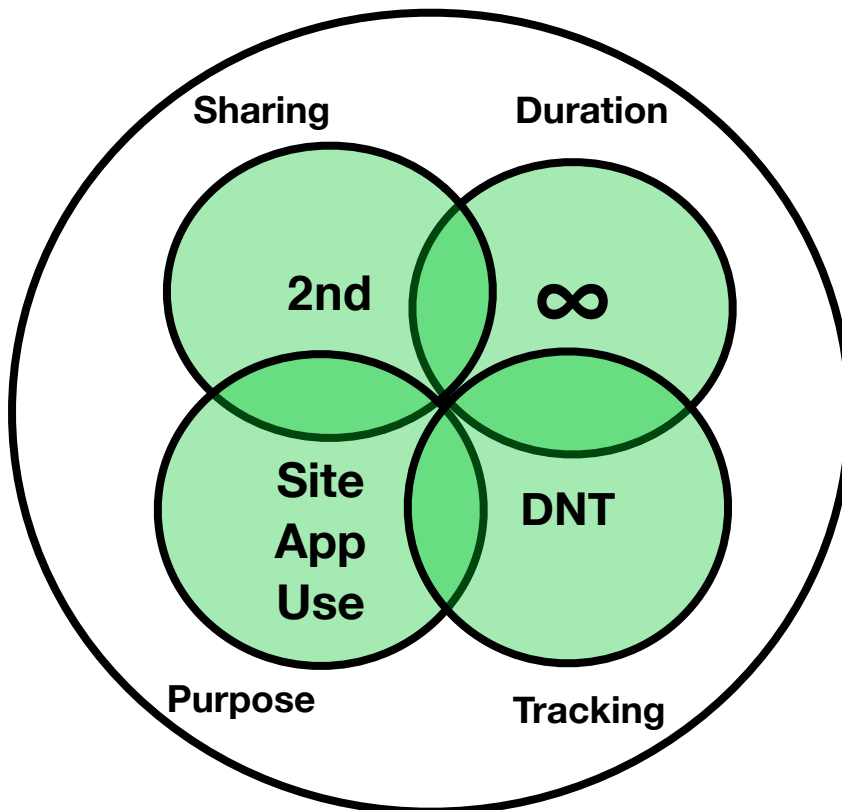 Sharing
Duration
2nd
∞
Site
App
Use
DNT
Purpose
Tracking